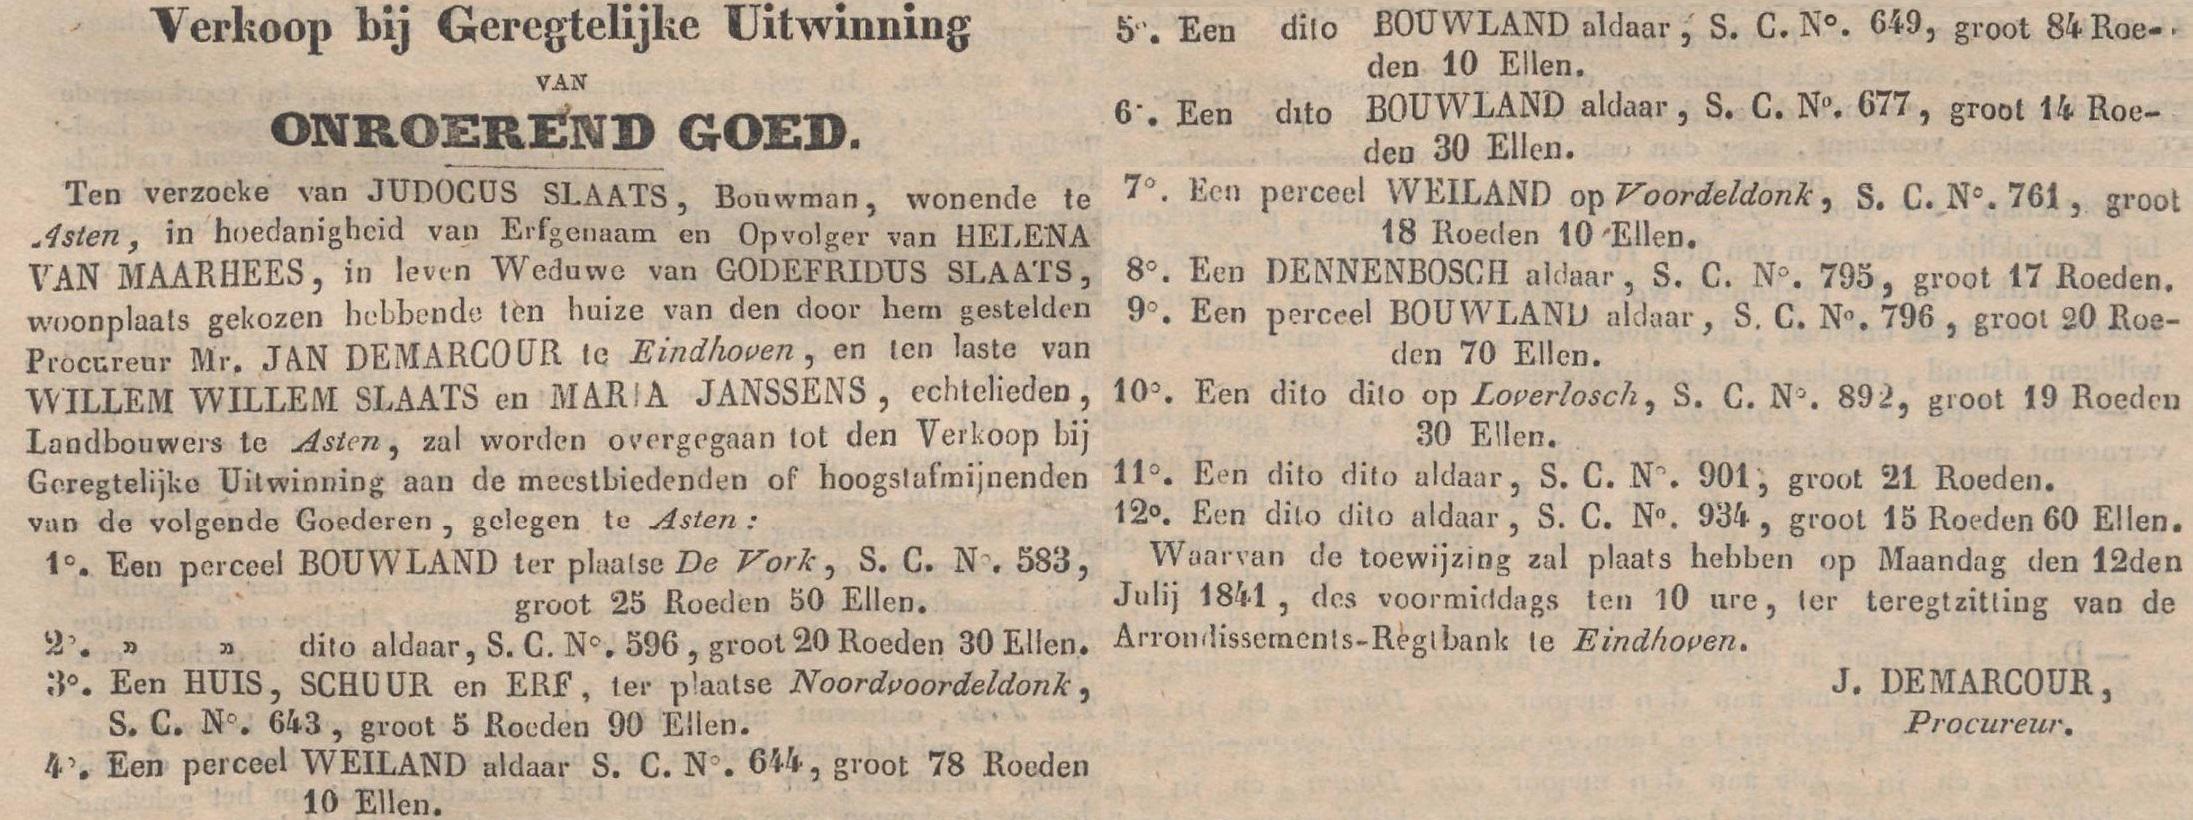 Verkoop bij Geregtelijke Uitwinning
VAN
ONROEREND GOED.
Ten verzoeke van JUDOCUS SLAATS, Bouwman, wonende te
Asten, in hoedanigheid van Erfgenaam en Opvolger van HELENA
VAN MAARHEES, in leven Weduwe van GODEFRIDUS SLAATS,
woonplaats gekozen hebbende ten huize van den door hem gestelden
Procureur Mr. JAN DEMARCOUR te Eindhoven, en ten laste van
WILLEM WILLEM SLAATS en MARIA JANSSENS, echtelieden,
Landbouwers te Asten, zal worden overgegaan tot den Verkoop bij
Geregtelijke Uitwinning aan de meestbiedenden of hoogstafmijnenden
van de volgende Goederen, gelegen te Asten:
1°. Een perceel BOUWLAND ter plaatse De Vork, S. C. N°. 583,
groot 25 Roeden 50 Ellen.
2°. » » dito aldaar, S. C. N°. 596, groot 20 Roeden 30 Ellen.
3°. Een HUIS, SCHUUR en ERF, ter plaatse Noordvoordeldonk,
S. C. N°. 643, groot 5 Roeden 90 Ellen.
4°. Een perceel WEILAND aldaar S. C. N°. 644, groot 78 Roeden
10 Ellen.
5°. Een dito BOUWLAND aldaar, S. C. N°. 649, groot 84 Roe-
den 10 Ellen.
6°. Een dito BOUWLAND aldaar, S. C. N°. 677, groot 14 Roe-
den 30 Ellen.
7°. Een perceel WEILAND op Voordeldonk, S. C. N°. 761, groot
18 Roeden 10 Ellen.
8°. Een DENNENBOSCH aldaar, S. C. N°. 795, groot 17 Roeden.
9°. Een perceel BOUWLAND aldaar, S. C. N°. 796, groot 20 Roe-
den 70 Ellen.
10°. Een dito dito op Loverlosch, S. C. N°. 892, groot 19 Roeden
30 Ellen.
11°. Een dito dito aldaar, S. C. N°. 901, groot 21 Roeden.
12°. Een dito dito aldaar, S. C. N°. 934, groot 15 Roeden 60 Ellen.
Waarvan de toewijzing zal plaats hebben op Maandag den 12den
Julij 1841, des voormiddags ten 10 ure, ter teregtzitting van de
Arrondissements-Regtbank te Eindhoven.
J. DEMARCOUR,
Procureur.